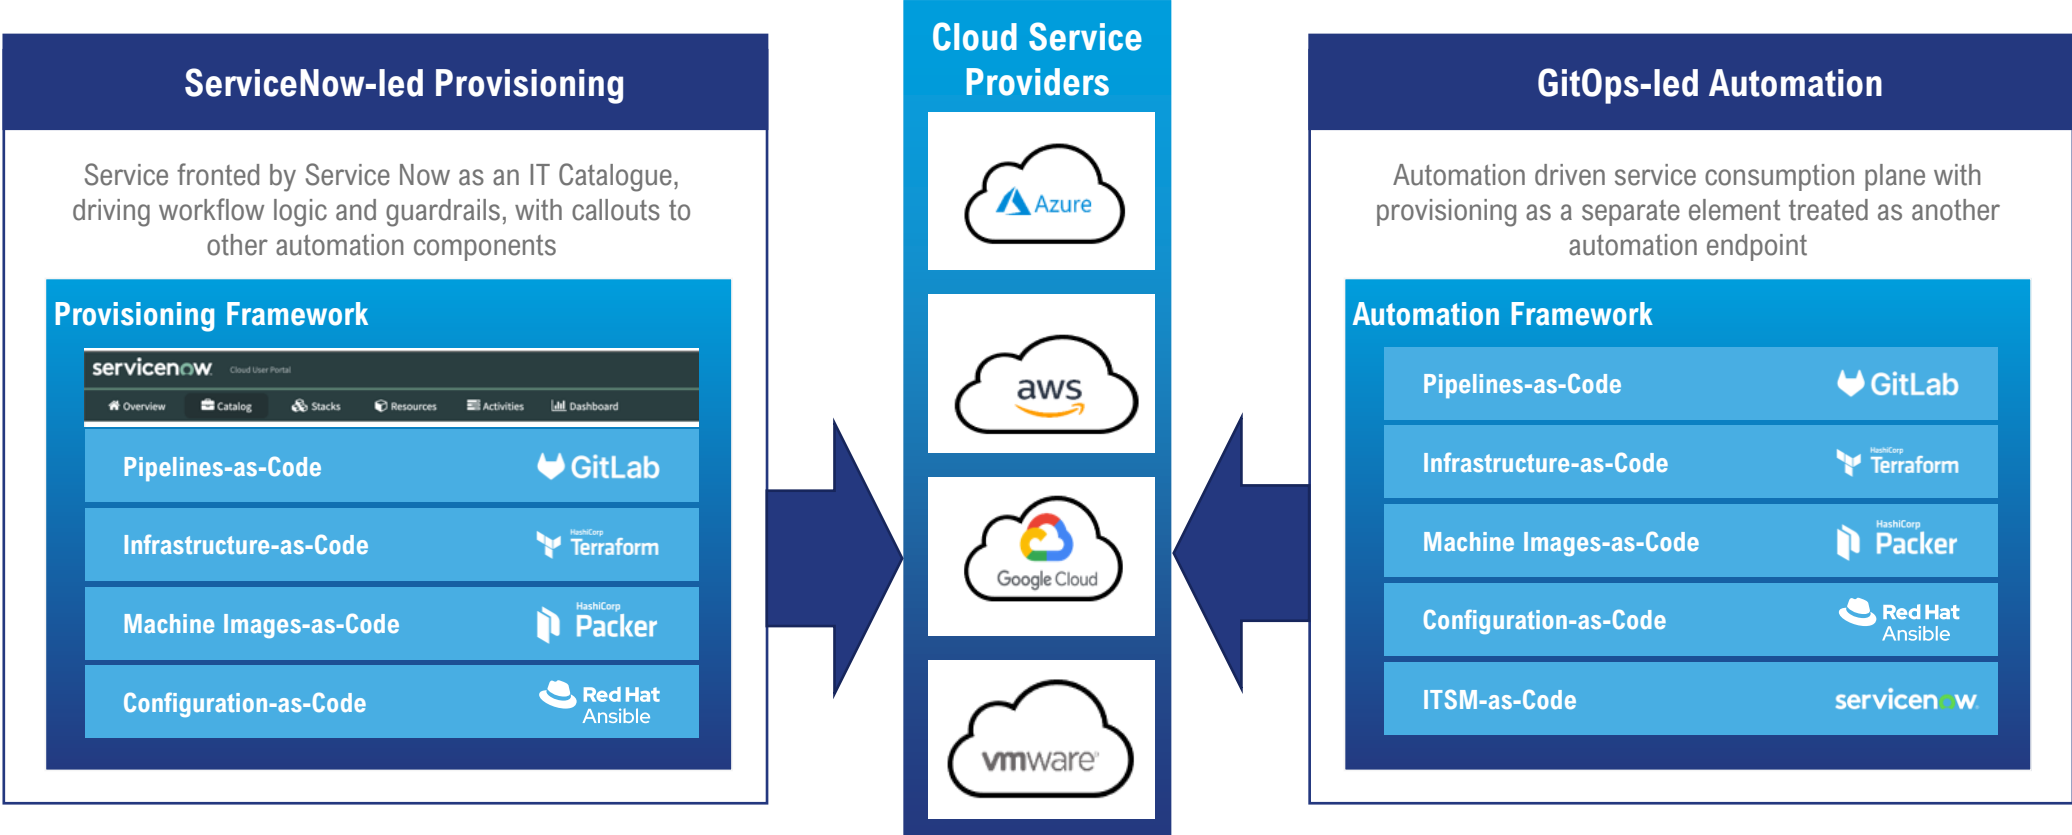 ServiceNow-led Provisioning
Service fronted by Service Now as an IT Catalogue,
driving workflow logic and guardrails, with callouts to
other automation components
Provisioning Framework
servicenow. Cloud User Portal
Overview Catalog Stacks Resources Activities Dashboard
Pipelines-as-Code GitLab
Infrastructure-as-Code HashiCorp Terraform
Machine Images-as-Code HashiCorp Packer
Configuration-as-Code Red Hat
Ansible
Cloud Service
Providers
Azure
aws
Google Cloud
vmware®
GitOps-led Automation
Automation driven service consumption plane with
provisioning as a separate element treated as another
automation endpoint
Automation Framework
Pipelines-as-Code GitLab
Infrastructure-as-Code HashiCorp Terraform
Machine Images-as-Code HashiCorp Packer
Configuration-as-Code Red Hat
Ansible
ITSM-as-Code servicenow.